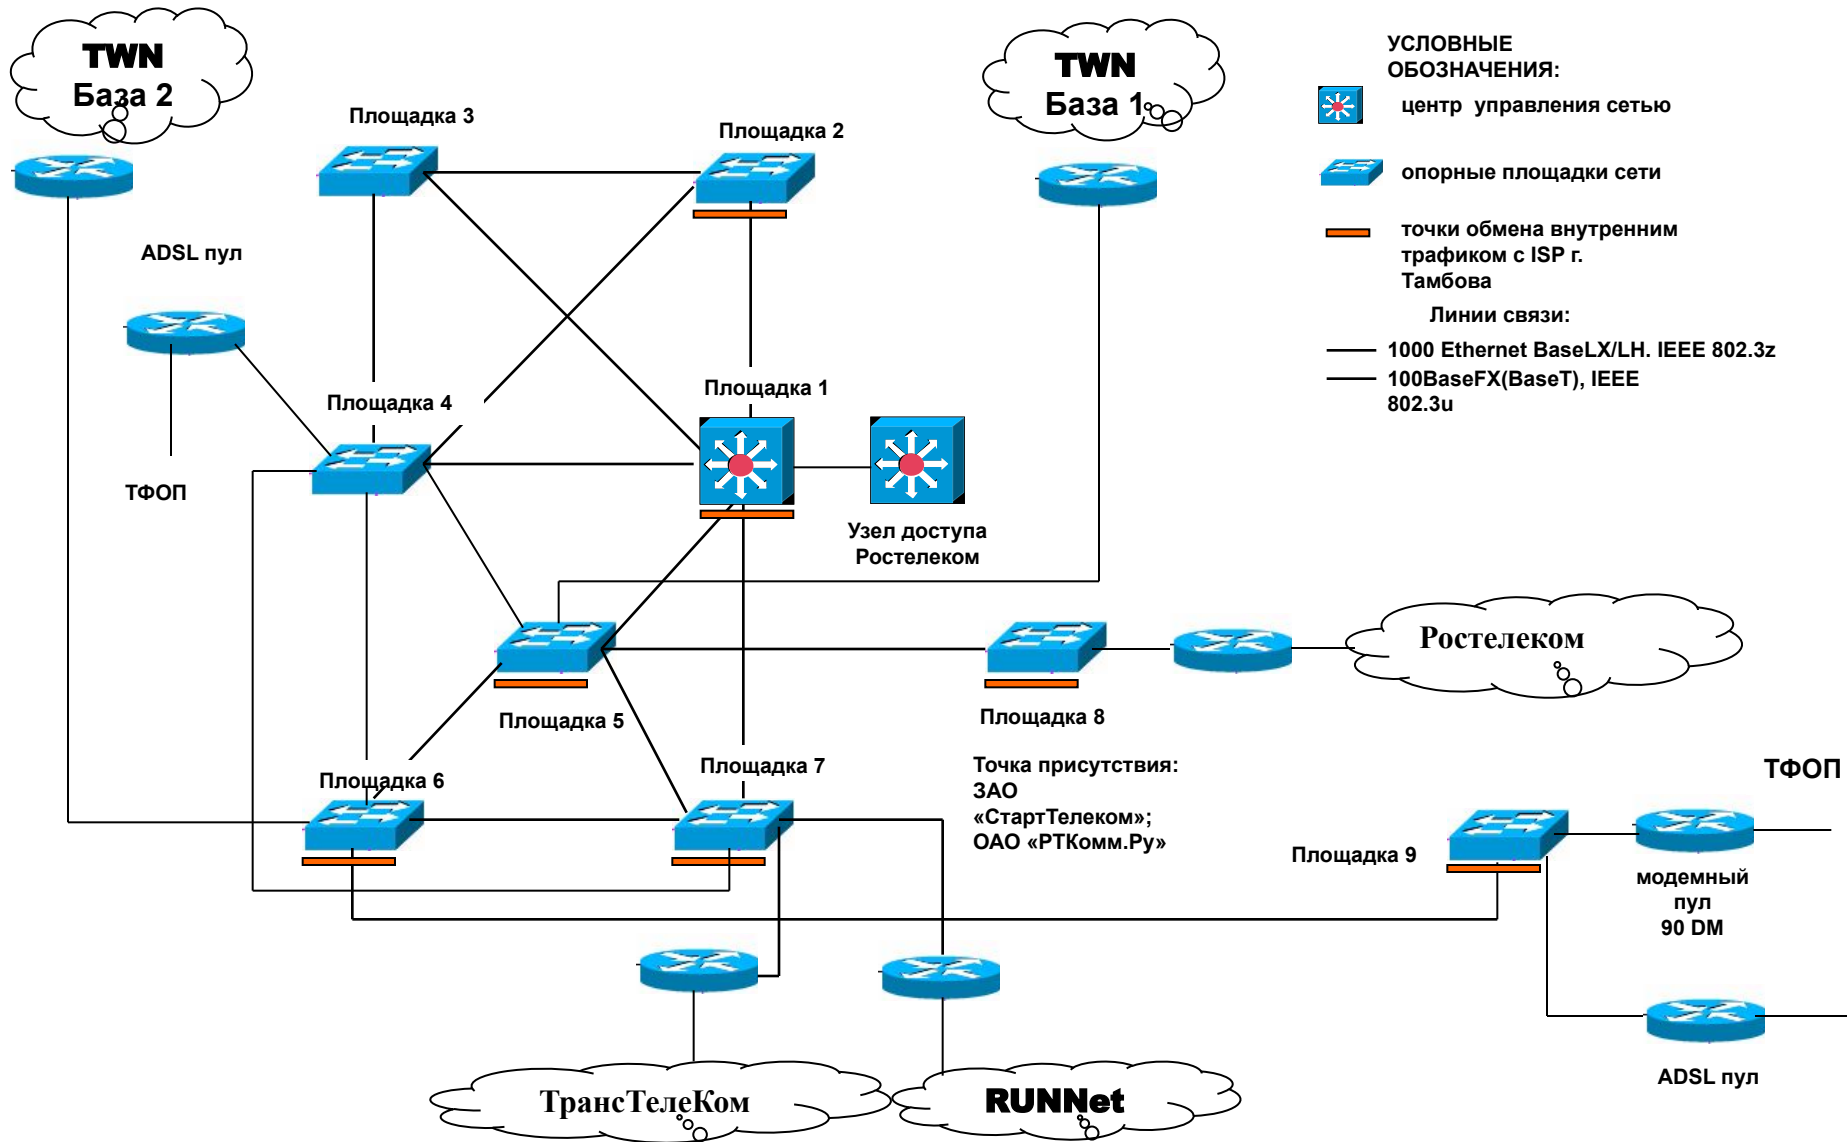 TWN
База 2
TWN
База 1
УСЛОВНЫЕ
ОБОЗНАЧЕНИЯ:
центр управления сетью
опорные площадки сети
точки обмена внутренним
трафиком с ISP г.
Тамбова
Линии связи:
1000 Ethernet BaseLX/LH. IEEE 802.3z
100BaseFX(BaseT), IEEE
802.3u
Площадка 3
Площадка 2
ADSL пул
Площадка 4
Площадка 1
ТФОП
Узел доступа
Ростелеком
Ростелеком
Площадка 5
Площадка 8
Площадка 6
Площадка 7
Точка присутствия:
ЗАО
«СтартТелеком»;
ОАО «РТКомм.Ру»
ТФОП
Площадка 9
модемный
пул
90 DM
ADSL пул
ТрансТелеКом
RUNNet